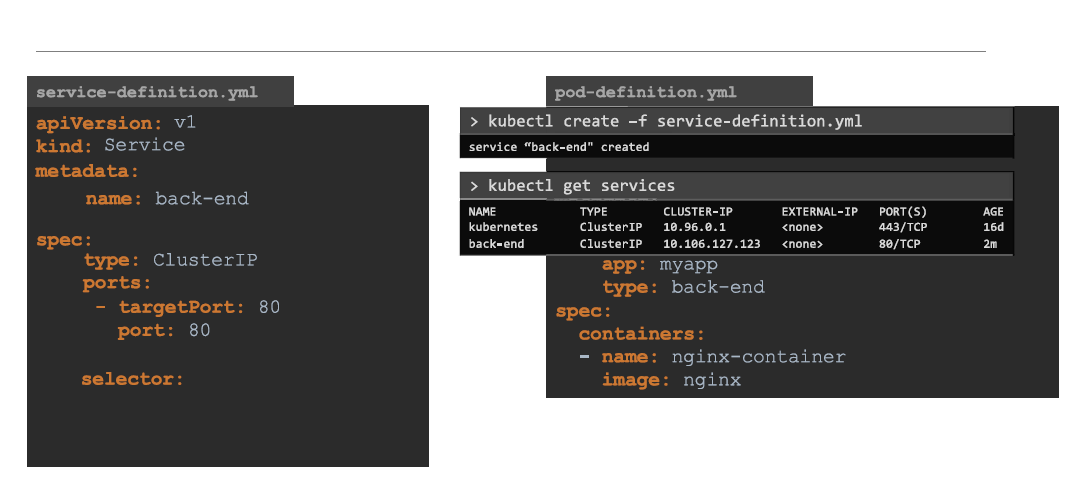 service-definition.yml
apiVersion: v1
kind: Service
metadata:
name: back-end
spec:
type: ClusterIP
ports:
- targetPort: 80
port: 80
selector:
pod-definition.yml
> kubectl create –f service-definition.yml
service “back-end" created
> kubectl get services
NAME TYPE CLUSTER-IP EXTERNAL-IP PORT(S) AGE
kubernetes ClusterIP 10.96.0.1 <none> 443/TCP 16d
back-end ClusterIP 10.106.127.123 <none> 80/TCP 2m
app: myapp
type: back-end
spec:
containers:
- name: nginx-container
image: nginx